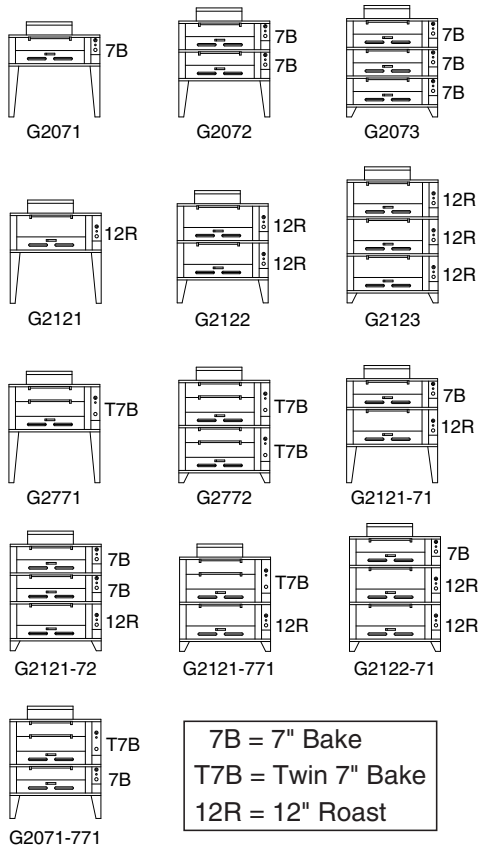 7B
G2071
7B
7B
G2072
7B
7B
7B
G2073
12R
G2121
12R
12R
G2122
12R
12R
12R
G2123
T7B
G2771
T7B
T7B
G2772
7B
12R
G2121-71
7B
7B
12R
G2121-72
T7B
12R
G2121-771
7B
12R
12R
G2122-71
T7B
7B
G2071-771
7B = 7" Bake
T7B = Twin 7" Bake
12R = 12" Roast